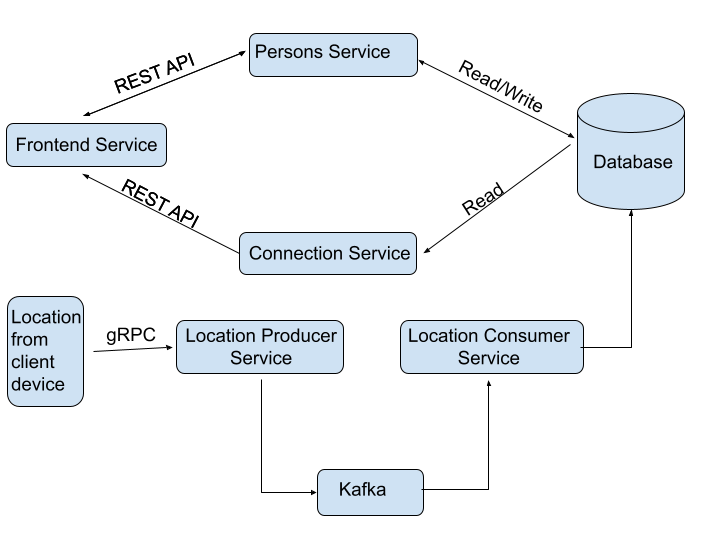 Persons Service
REST API
Read/Write
Frontend Service
Database
REST API
Read
Connection Service
Location
from
client
device
gRPC
Location Producer
Service
Location Consumer
Service
Kafka